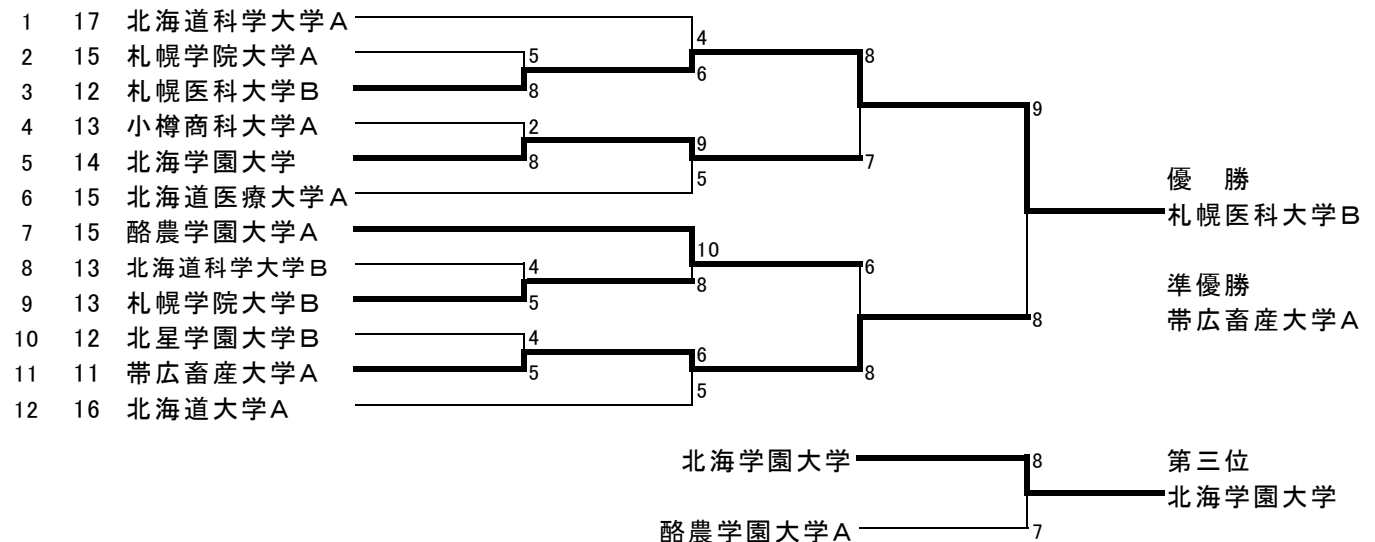 1 17 北海道科学大学A
4
2 15 札幌学院大学A 5 8
6
3 12 札幌医科大学B 8
9
4 13 小樽商科大学A 2
9
5 14 北海学園大学 8 7
5
優 勝
6 15 北海道医療大学A
札幌医科大学B
7 15 酪農学園大学A
10
8 13 北海道科学大学B 4 6
8
準優勝
9 13 札幌学院大学B 5
8 帯広畜産大学A
10 12 北星学園大学B 4
6
11 11 帯広畜産大学A 5 8
5
12 16 北海道大学A
北海学園大学 8 第三位
北海学園大学
酪農学園大学A 7